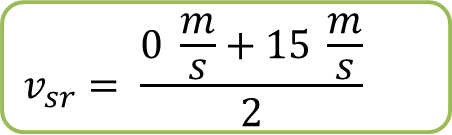 v_sr = (0 m/s + 15 m/s) / 2